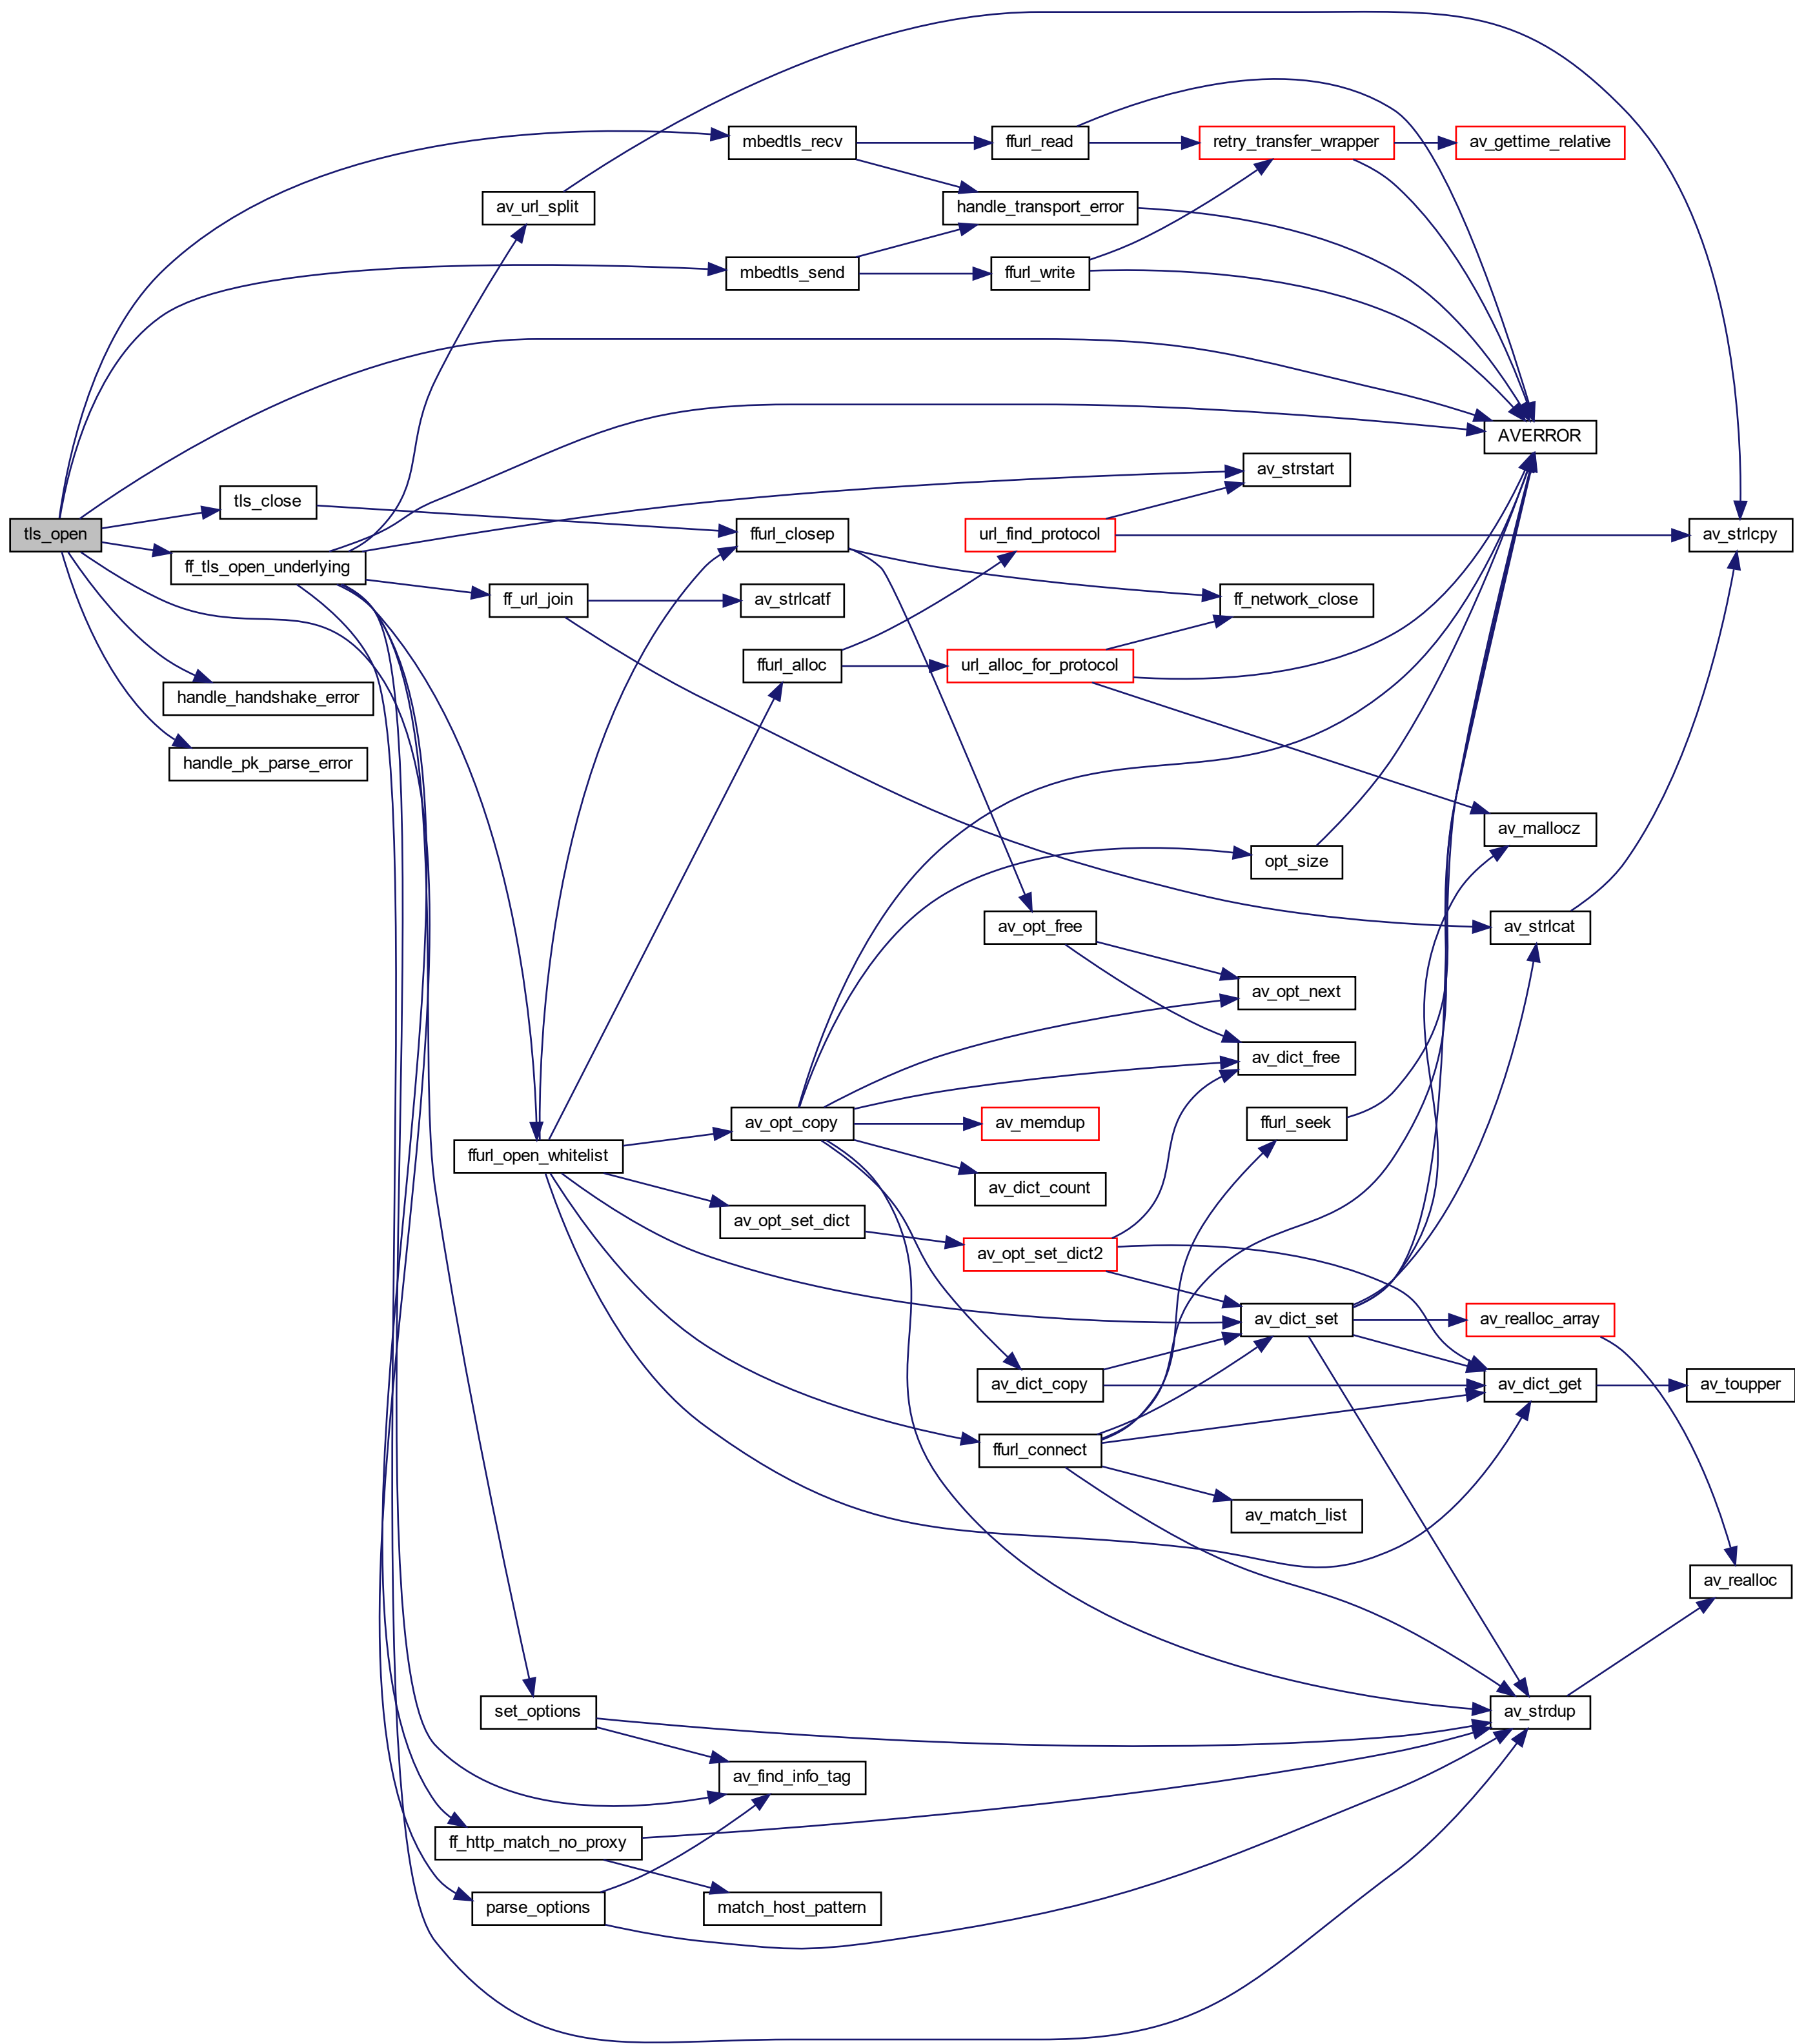 mbedtls_recv
ffurl_read
retry_transfer_wrapper
av_gettime_relative
av_url_split
handle_transport_error
mbedtls_send
ffurl_write
AVERROR
av_strstart
tls_close
tls_open
ffurl_closep
url_find_protocol
av_strlcpy
ff_tls_open_underlying
ff_url_join
av_strlcatf
ff_network_close
ffurl_alloc
url_alloc_for_protocol
handle_handshake_error
handle_pk_parse_error
av_mallocz
opt_size
av_opt_free
av_strlcat
av_opt_next
av_dict_free
av_opt_copy
av_memdup
ffurl_seek
ffurl_open_whitelist
av_dict_count
av_opt_set_dict
av_opt_set_dict2
av_dict_set
av_realloc_array
av_dict_copy
av_dict_get
av_toupper
ffurl_connect
av_match_list
av_realloc
set_options
av_strdup
av_find_info_tag
ff_http_match_no_proxy
parse_options
match_host_pattern